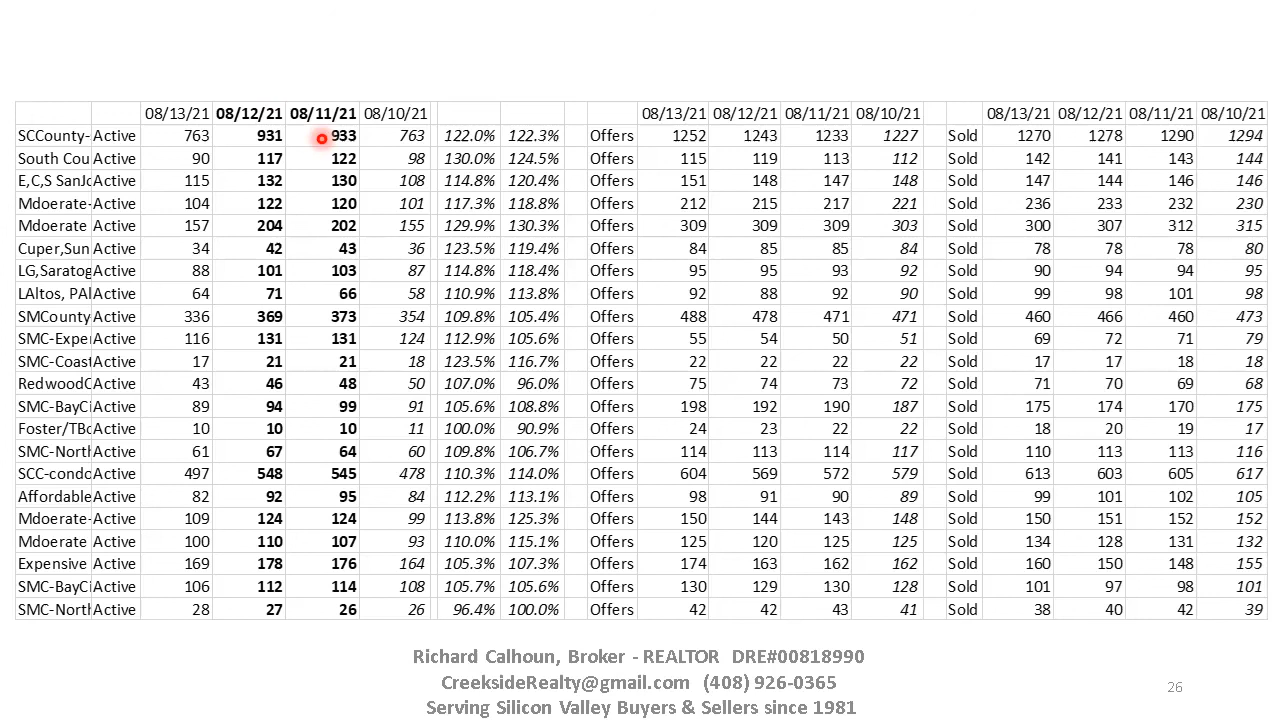 08/13/21 08/12/21 08/11/21 08/10/21 08/13/21 08/12/21 08/11/21 08/10/21 08/13/21 08/12/21 08/11/21 08/10/21
SCCounty- Active 763 931 933 763 122.0% 122.3% Offers 1252 1243 1233 1227 Sold 1270 1278 1290 1294
South Cou Active 90 117 122 98 130.0% 124.5% Offers 115 119 113 112 Sold 142 141 143 144
E,C,S SanJo Active 115 132 130 108 114.8% 120.4% Offers 151 148 147 148 Sold 147 144 146 146
Mdoerate- Active 104 122 120 101 117.3% 118.8% Offers 212 215 217 221 Sold 236 233 232 230
Mdoerate Active 157 204 202 155 129.9% 130.3% Offers 309 309 309 303 Sold 300 307 312 315
Cuper,Sun Active 34 42 43 36 123.5% 119.4% Offers 84 85 85 84 Sold 78 78 78 80
LG,Saratog Active 88 101 103 87 114.8% 118.4% Offers 95 95 93 92 Sold 90 94 94 95
LAltos, PAl Active 64 71 66 58 110.9% 113.8% Offers 92 88 92 90 Sold 99 98 101 98
SMCounty Active 336 369 373 354 109.8% 105.4% Offers 488 478 471 471 Sold 460 466 460 473
SMC-Expe Active 116 131 131 124 112.9% 105.6% Offers 55 54 50 51 Sold 69 72 71 79
SMC-Coast Active 17 21 21 18 123.5% 116.7% Offers 22 22 22 22 Sold 17 17 18 18
RedwoodC Active 43 46 48 50 107.0% 96.0% Offers 75 74 73 72 Sold 71 70 69 68
SMC-BayCi Active 89 94 99 91 105.6% 108.8% Offers 198 192 190 187 Sold 175 174 170 175
Foster/TBo Active 10 10 10 11 100.0% 90.9% Offers 24 23 22 22 Sold 18 20 19 17
SMC-North Active 61 67 64 60 109.8% 106.7% Offers 114 113 114 117 Sold 110 113 113 116
SCC-condo Active 497 548 545 478 110.3% 114.0% Offers 604 569 572 579 Sold 613 603 605 617
Affordable Active 82 92 95 84 112.2% 113.1% Offers 98 91 90 89 Sold 99 101 102 105
Mdoerate- Active 109 124 124 99 113.8% 125.3% Offers 150 144 143 148 Sold 150 151 152 152
Mdoerate Active 100 110 107 93 110.0% 115.1% Offers 125 120 125 125 Sold 134 128 131 132
Expensive Active 169 178 176 164 105.3% 107.3% Offers 174 163 162 162 Sold 160 150 148 155
SMC-BayCi Active 106 112 114 108 105.7% 105.6% Offers 130 129 130 128 Sold 101 97 98 101
SMC-North Active 28 27 26 26 96.4% 100.0% Offers 42 42 43 41 Sold 38 40 42 39
Richard Calhoun, Broker - REALTOR DRE#00818990
CreeksideRealty@gmail.com (408) 926-0365
Serving Silicon Valley Buyers & Sellers since 1981
26